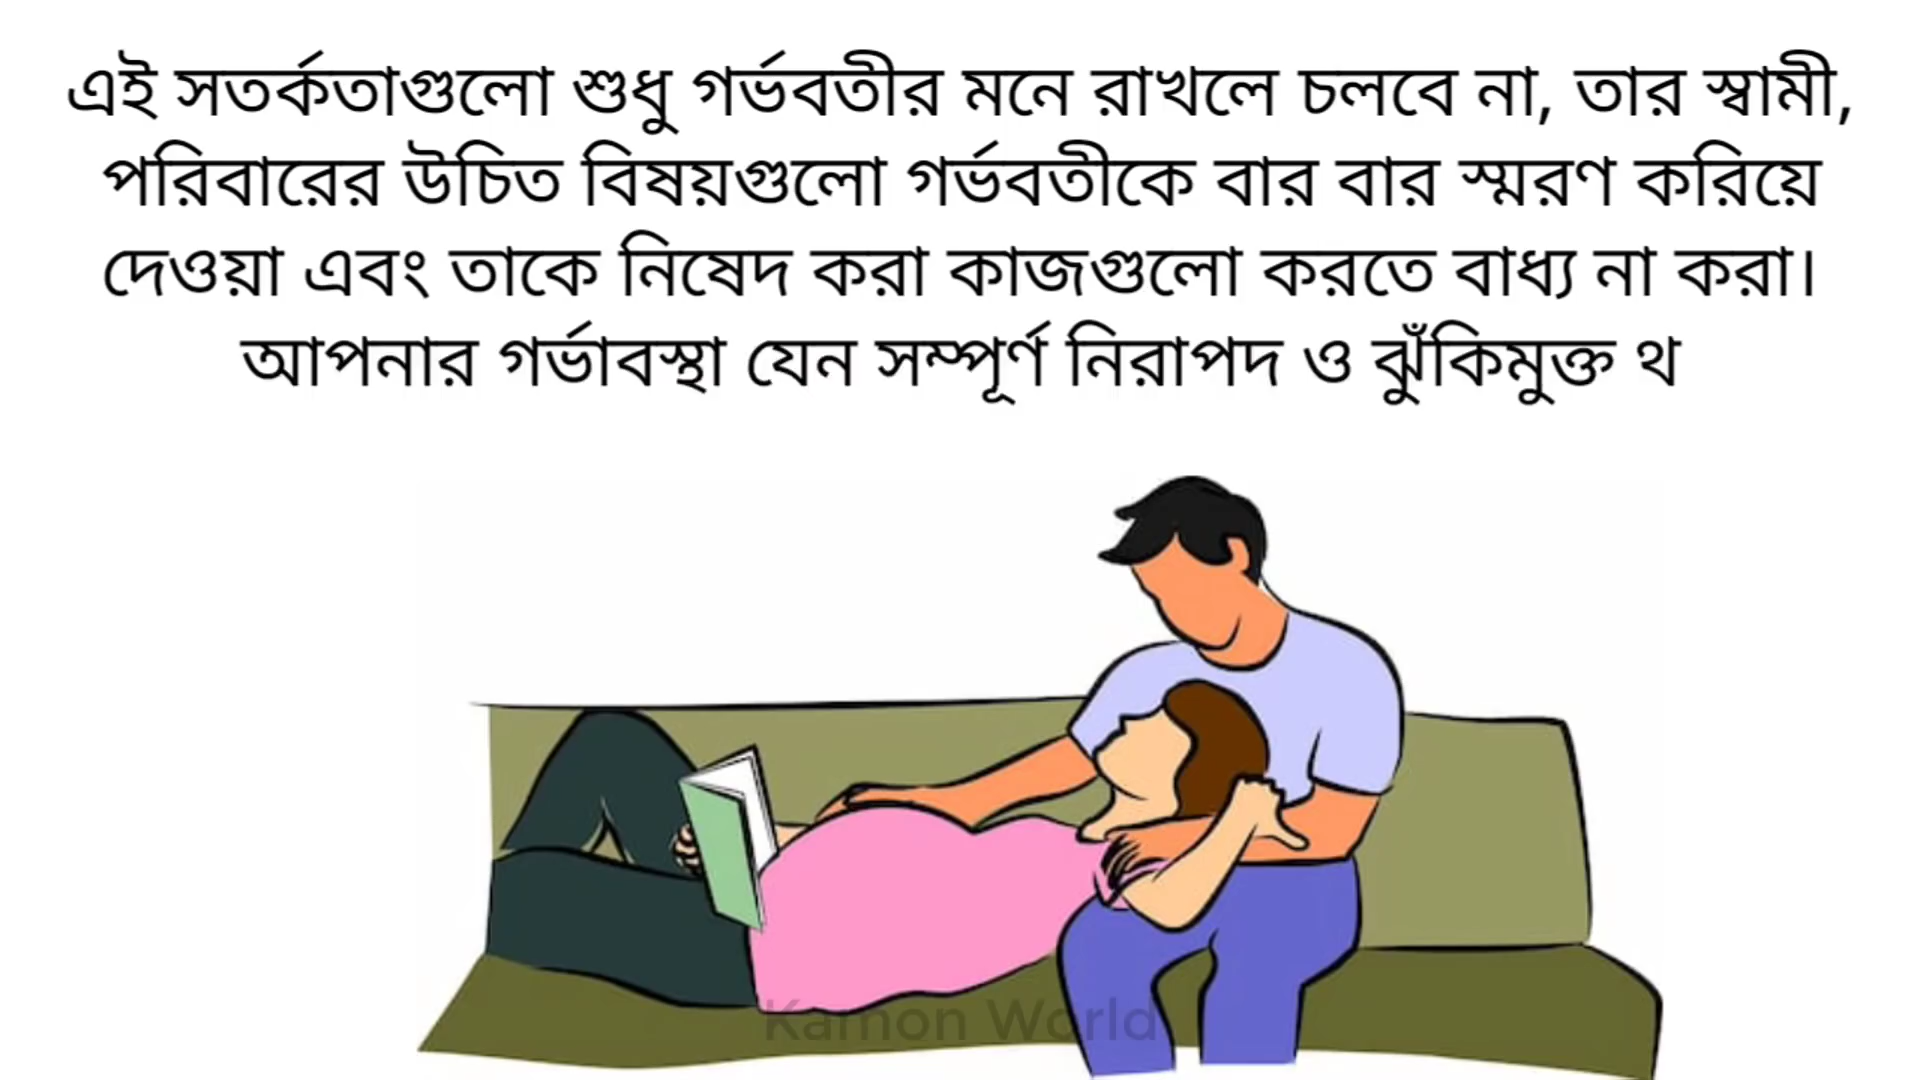 এই সতর্কতাগুলো শুধু গর্ভবতীর মনে রাখলে চলবে না, তার স্বামী,
পরিবারের উচিত বিষয়গুলো গর্ভবতীকে বার বার স্মরণ করিয়ে
দেওয়া এবং তাকে নিষেদ করা কাজগুলো করতে বাধ্য না করা।
আপনার গর্ভাবস্থা যেন সম্পূর্ণ নিরাপদ ও ঝুঁকিমুক্ত থ
Kamon World